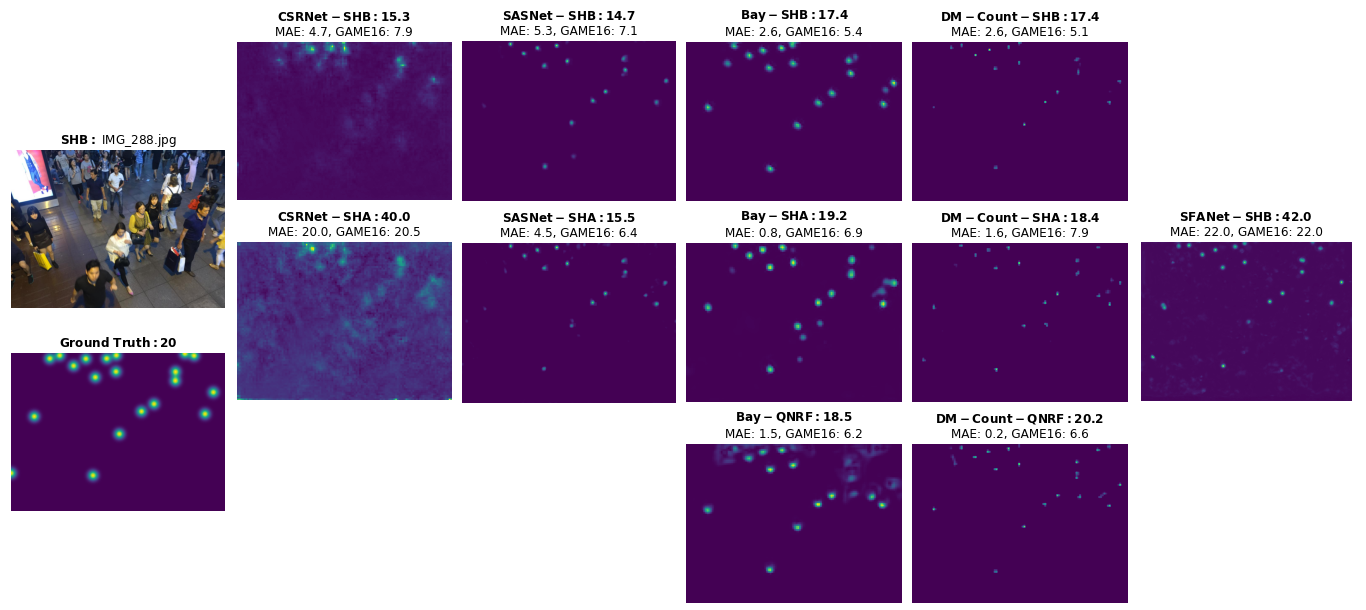 CSRNet-SHB: 15.3
MAE: 4.7, GAME16: 7.9
SASNet-SHB: 14.7
MAE: 5.3, GAME16: 7.1
Bay-SHB: 17.4
MAE: 2.6, GAME16: 5.4
DM-Count-SHB: 17.4
MAE: 2.6, GAME16: 5.1
SHB: IMG_288.jpg
CSRNet-SHA: 40.0
MAE: 20.0, GAME16: 20.5
SASNet-SHA: 15.5
MAE: 4.5, GAME16: 6.4
Bay-SHA: 19.2
MAE: 0.8, GAME16: 6.9
DM-Count-SHA: 18.4
MAE: 1.6, GAME16: 7.9
SFANet-SHB: 42.0
MAE: 22.0, GAME16: 22.0
Ground Truth: 20
Bay-QNRF: 18.5
MAE: 1.5, GAME16: 6.2
DM-Count-QNRF: 20.2
MAE: 0.2, GAME16: 6.6